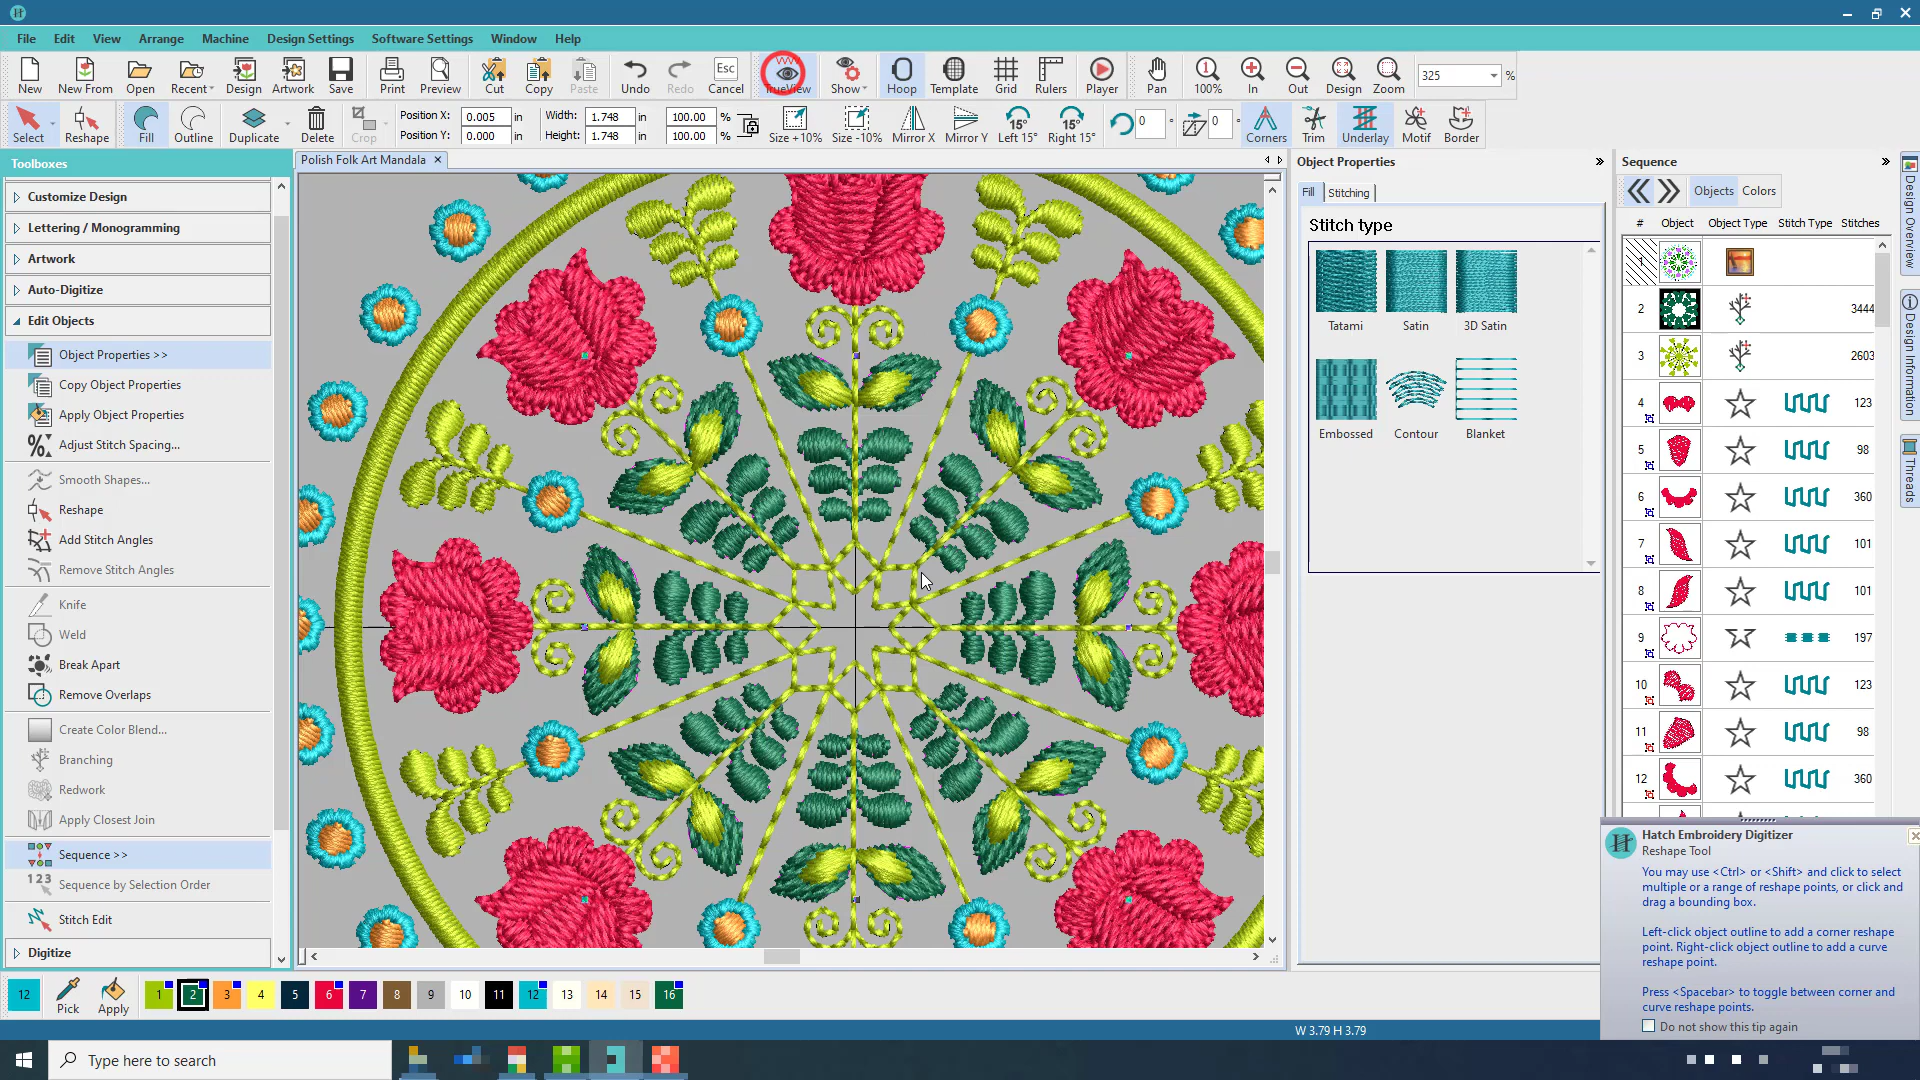 File Edit View Arrange Machine Design Settings Software Settings Window Help
New New From Open Recent Design Artwork Save Print Preview Cut Copy Paste Undo Redo Esc Cancel TrueView Show Hoop Template Grid Rulers Player Pan 1 100% In Out Design Zoom 325 %
Select Reshape Fill Outline Duplicate Delete Crop Position X: 0.005 in Width: 1.748 in 100.00 % Size +10% Size -10% Mirror X Mirror Y 15° Left 15° 15° Right 15° 0 ° 0 ° Corners Trim Underlay Motif Border
Position Y: 0.000 in Height: 1.748 in 100.00 %
Toolboxes
Customize Design
Lettering / Monogramming
Artwork
Auto-Digitize
Edit Objects
Object Properties >>
Copy Object Properties
Apply Object Properties
Adjust Stitch Spacing...
Smooth Shapes...
Reshape
Add Stitch Angles
Remove Stitch Angles
Knife
Weld
Break Apart
Remove Overlaps
Create Color Blend...
Branching
Redwork
Apply Closest Join
Sequence >>
123 Sequence by Selection Order
Stitch Edit
Digitize
Polish Folk Art Mandala
Object Properties
Fill Stitching
Stitch type
Tatami Satin 3D Satin
Embossed Contour Blanket
Sequence
Objects Colors
# Object Object Type Stitch Type Stitches
1
2 3444
3 2603
4 123
5 98
6 360
7 101
8 101
9 197
10 123
11 98
12 360
Design Overview
Design Information
Threads
Hatch Embroidery Digitizer
Reshape Tool
You may use <Ctrl> or <Shift> and click to select
multiple or a range of reshape points, or click and
drag a bounding box.
Left-click object outline to add a corner reshape
point. Right-click object outline to add a curve
reshape point.
Press <Spacebar> to toggle between corner and
curve reshape points.
Do not show this tip again
12 Pick Apply 1 2 3 4 5 6 7 8 9 10 11 12 13 14 15 16
W 3.79 H 3.79
Type here to search